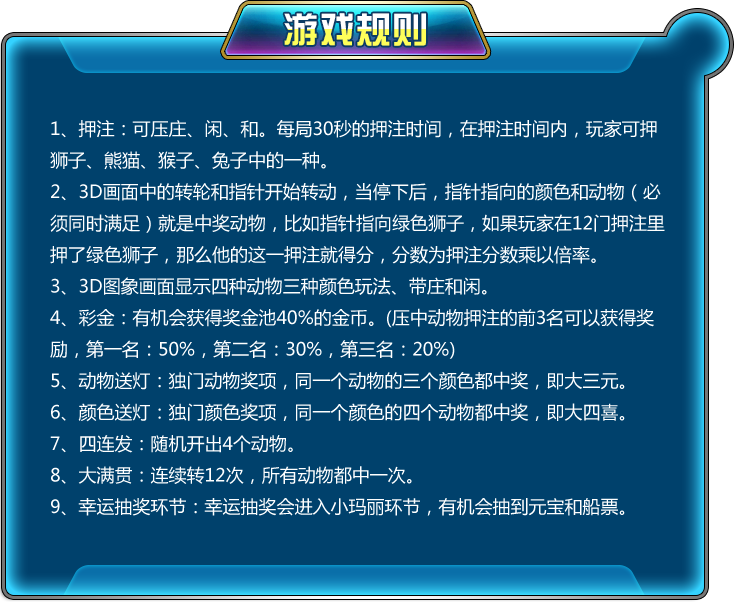 游戏规则
1、押注：可压庄、闲、和。每局30秒的押注时间，在押注时间内，玩家可押
狮子、熊猫、猴子、兔子中的一种。
2、3D画面中的转轮和指针开始转动，当停下后，指针指向的颜色和动物（必
须同时满足）就是中奖动物，比如指针指向绿色狮子，如果玩家在12门押注里
押了绿色狮子，那么他的这一押注就得分，分数为押注分数乘以倍率。
3、3D图象画面显示四种动物三种颜色玩法、带庄和闲。
4、彩金：有机会获得奖金池40%的金币。(压中动物押注的前3名可以获得奖
励，第一名：50%，第二名：30%，第三名：20%)
5、动物送灯：独门动物奖项，同一个动物的三个颜色都中奖，即大三元。
6、颜色送灯：独门颜色奖项，同一个颜色的四个动物都中奖，即大四喜。
7、四连发：随机开出4个动物。
8、大满贯：连续转12次，所有动物都中一次。
9、幸运抽奖环节：幸运抽奖会进入小玛丽环节，有机会抽到元宝和船票。